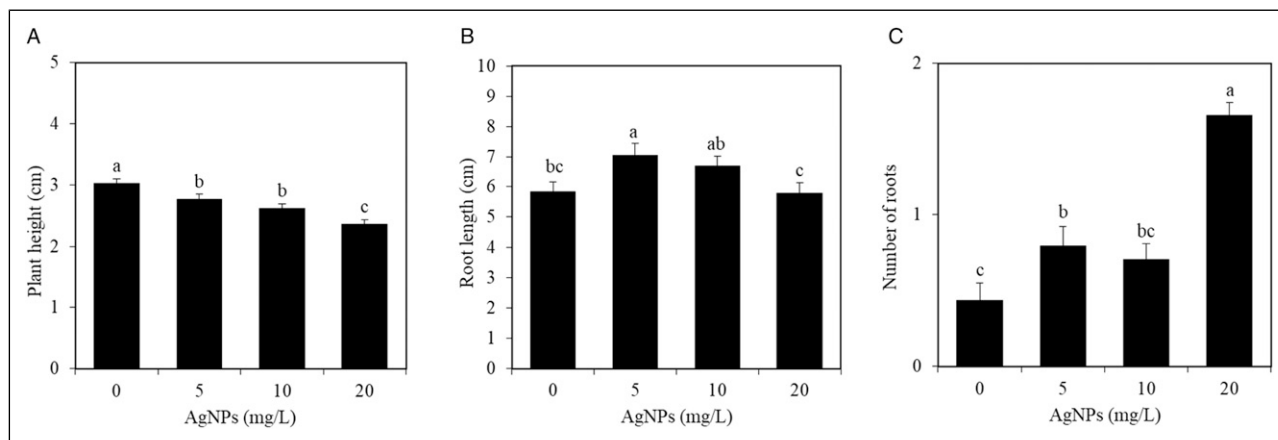 A
Plant height (cm)
5
4
3
2
1
0
a
b
b
c
0 5 10 20
AgNPs (mg/L)
B
Root length (cm)
10
9
8
7
6
5
4
3
2
1
0
bc
a
ab
c
0 5 10 20
AgNPs (mg/L)
C
Number of roots
2
1
0
c
b
bc
a
0 5 10 20
AgNPs (mg/L)